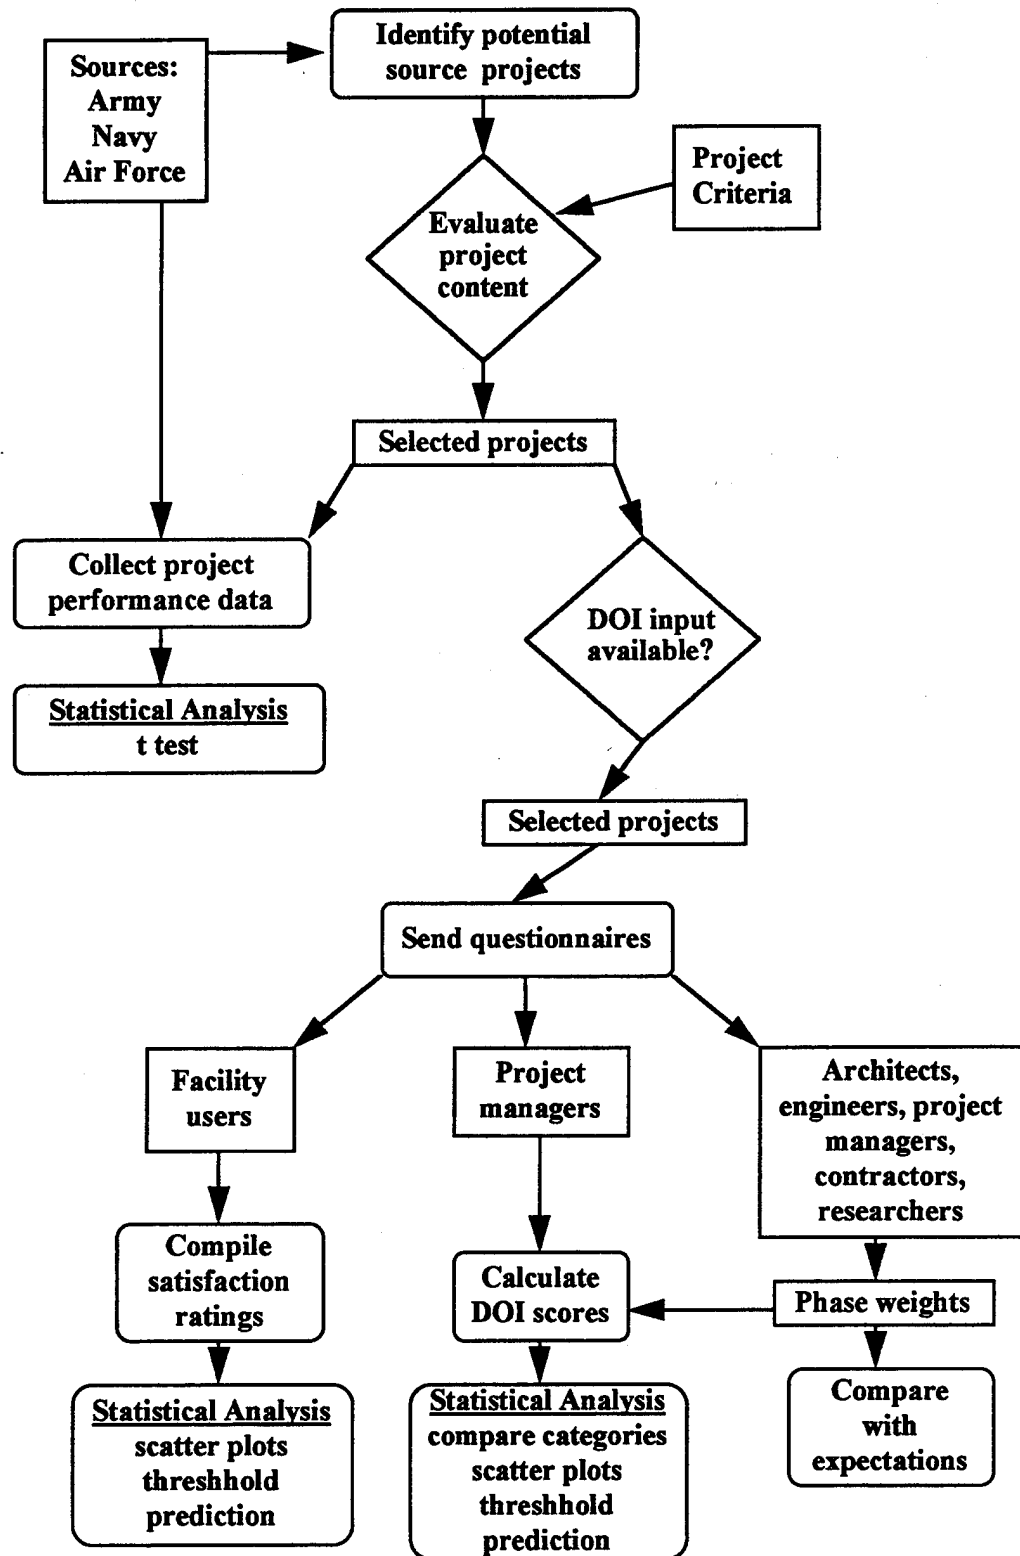 Identify potential
source projects
Sources:
Army
Navy
Air Force
Project
Criteria
Evaluate
project
content
Selected projects
Collect project
performance data
DOI input
available?
Statistical Analysis
t test
Selected projects
Send questionnaires
Facility
users
Project
managers
Architects,
engineers, project
managers,
contractors,
researchers
Compile
satisfaction
ratings
Calculate
DOI scores
Phase weights
Statistical Analysis
scatter plots
threshhold
prediction
Statistical Analysis
compare categories
scatter plots
threshhold
prediction
Compare
with
expectations